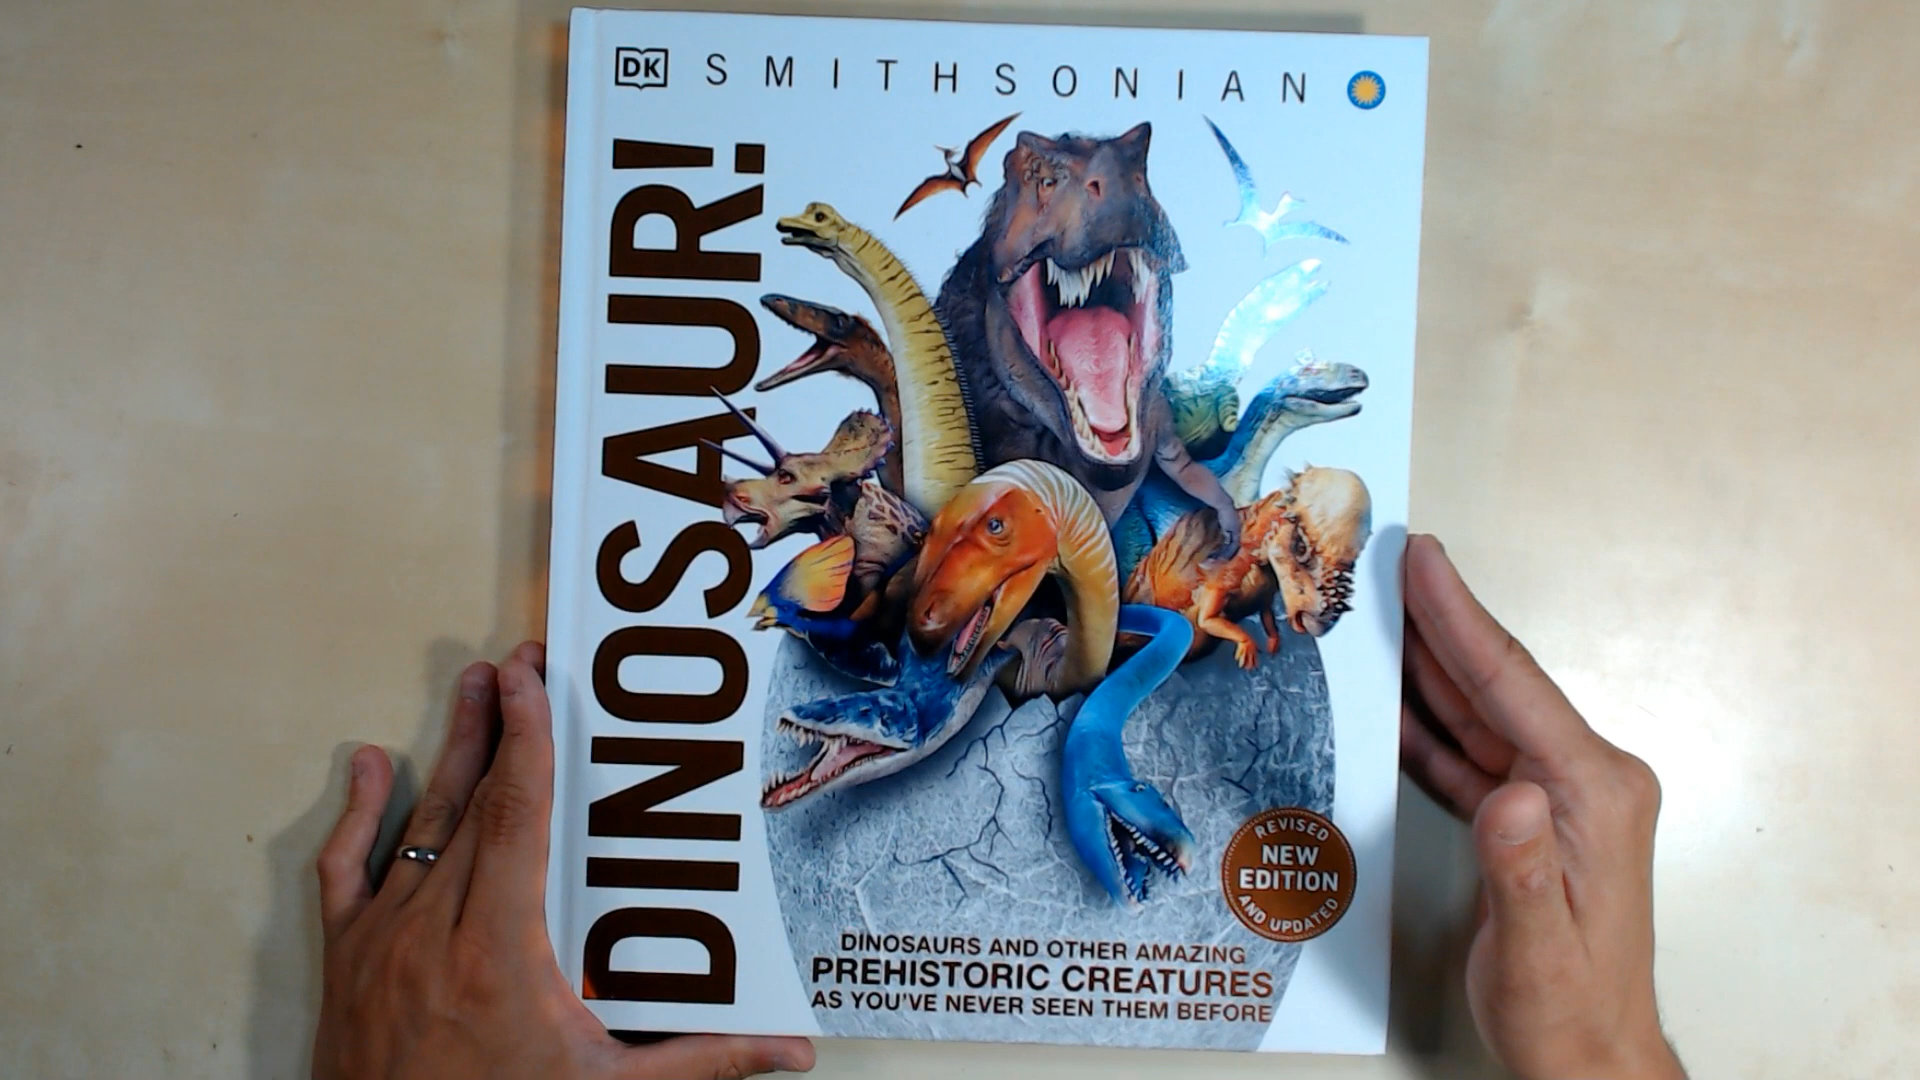 DK SMITHSONIAN
DINOSAUR!
REVISED
NEW
EDITION
AND UPDATED
DINOSAURS AND OTHER AMAZING
PREHISTORIC CREATURES
AS YOU'VE NEVER SEEN THEM BEFORE